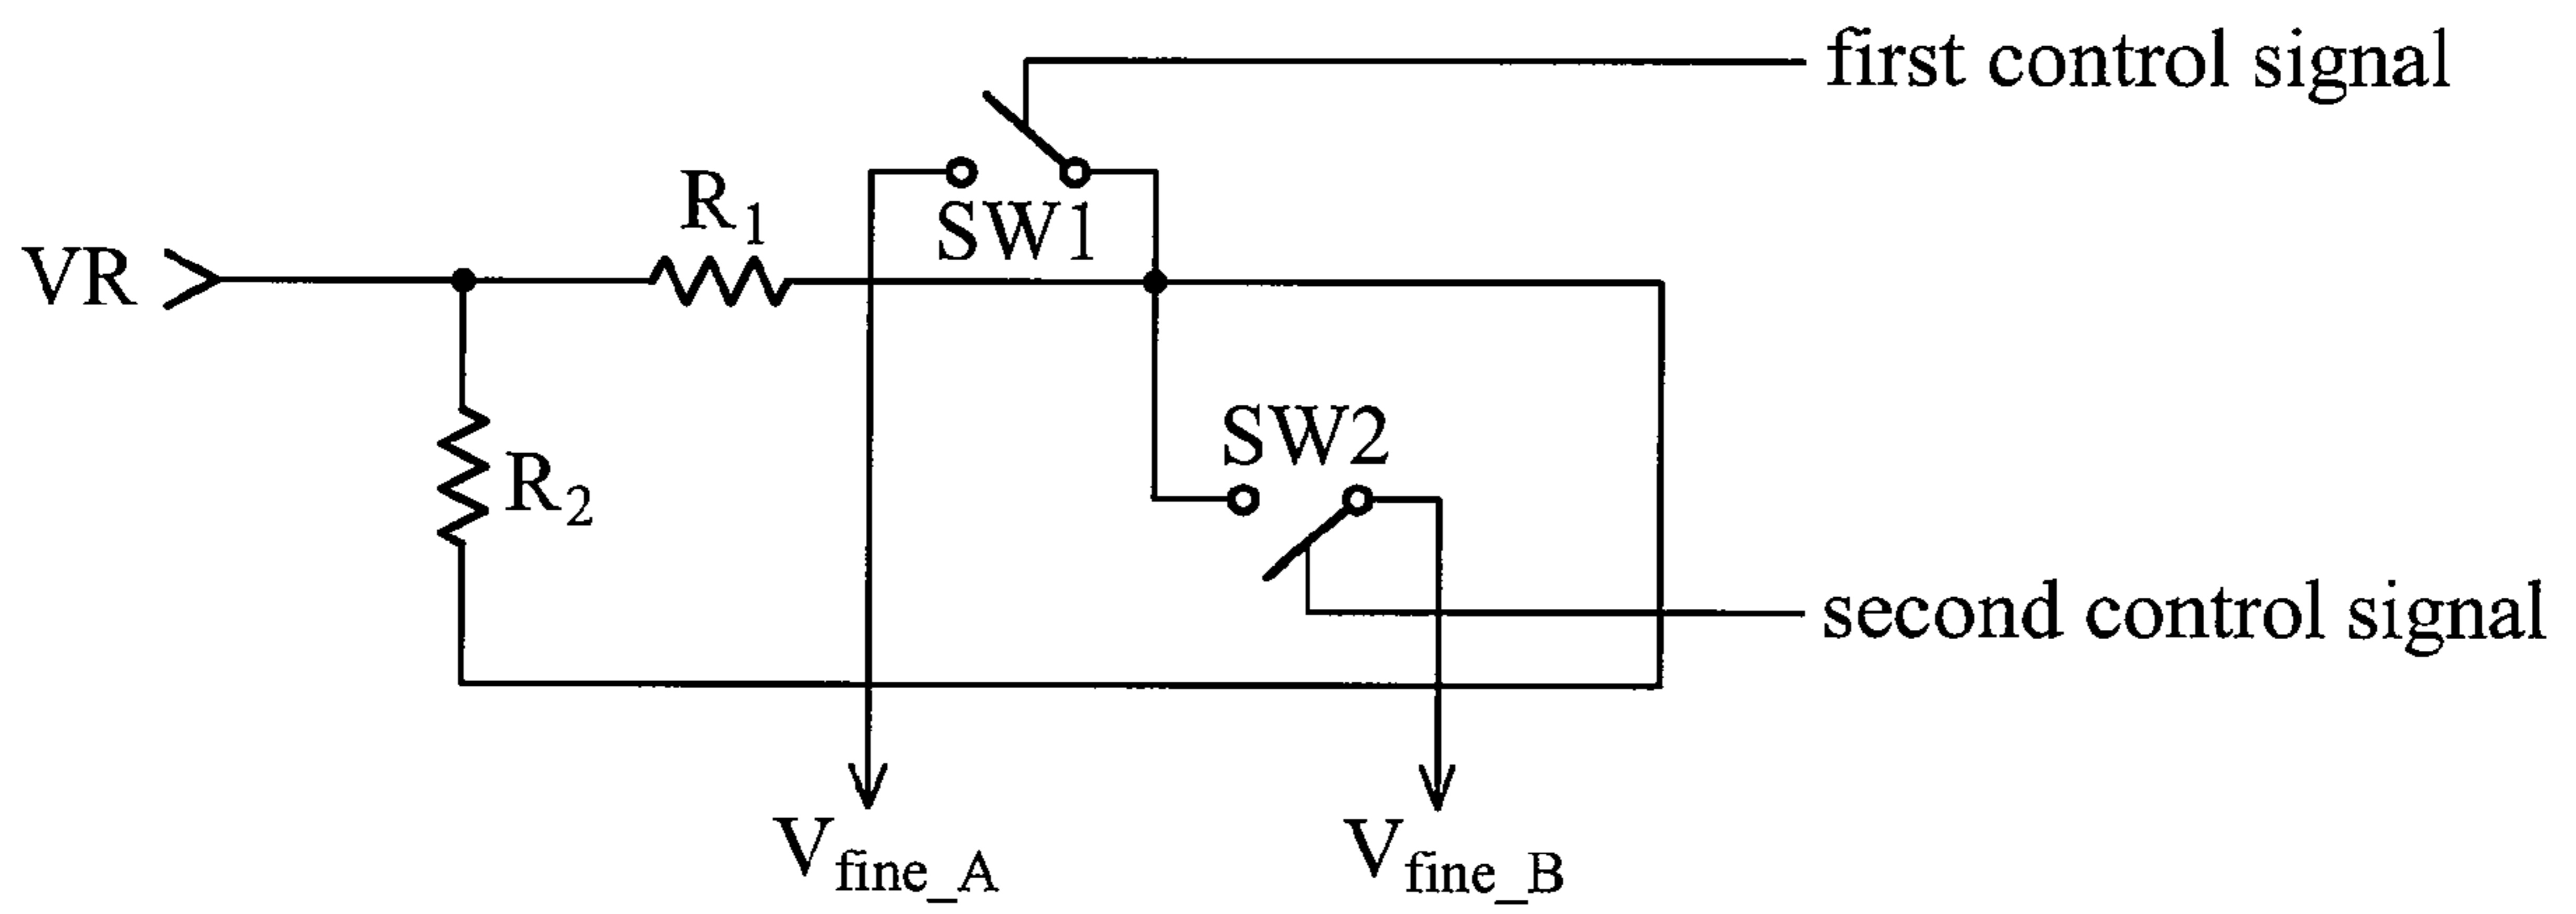 first control signal
R1
SW1
VR
SW2
R2
second control signal
Vfine_A
Vfine_B